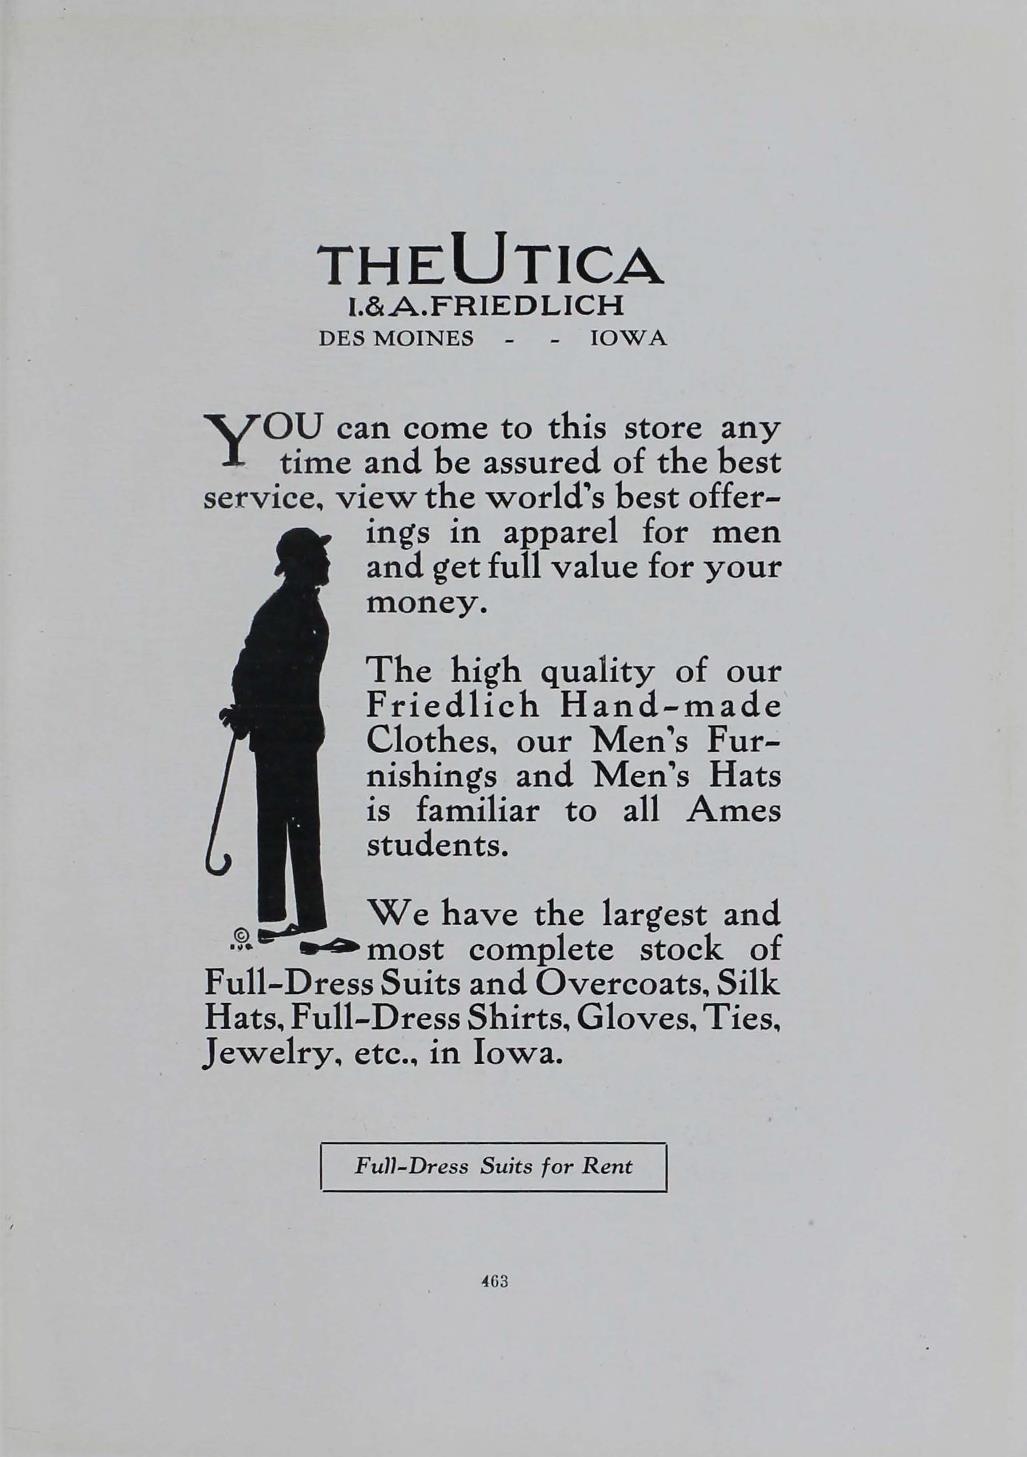 THE UTICA
I. & A. FRIEDLICH
DES MOINES - - IOWA
YOU can come to this store any
time and be assured of the best
service, view the world's best offer-
ings in apparel for men
and get full value for your
money.
The high quality of our
Friedlich Hand-made
Clothes, our Men's Fur-
nishings and Men's Hats
is familiar to all Ames
students.
We have the largest and
most complete stock of
Full-Dress Suits and Overcoats, Silk
Hats, Full-Dress Shirts, Gloves, Ties,
Jewelry, etc., in Iowa.
©
Full-Dress Suits for Rent
463